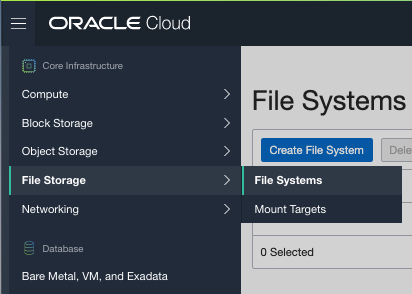 ORACLE Cloud
Core Infrastructure
Compute
Block Storage
Object Storage
File Storage
Networking
Database
Bare Metal, VM, and Exadata
File Systems
Create File System
Dele
File Systems
Mount Targets
0 Selected